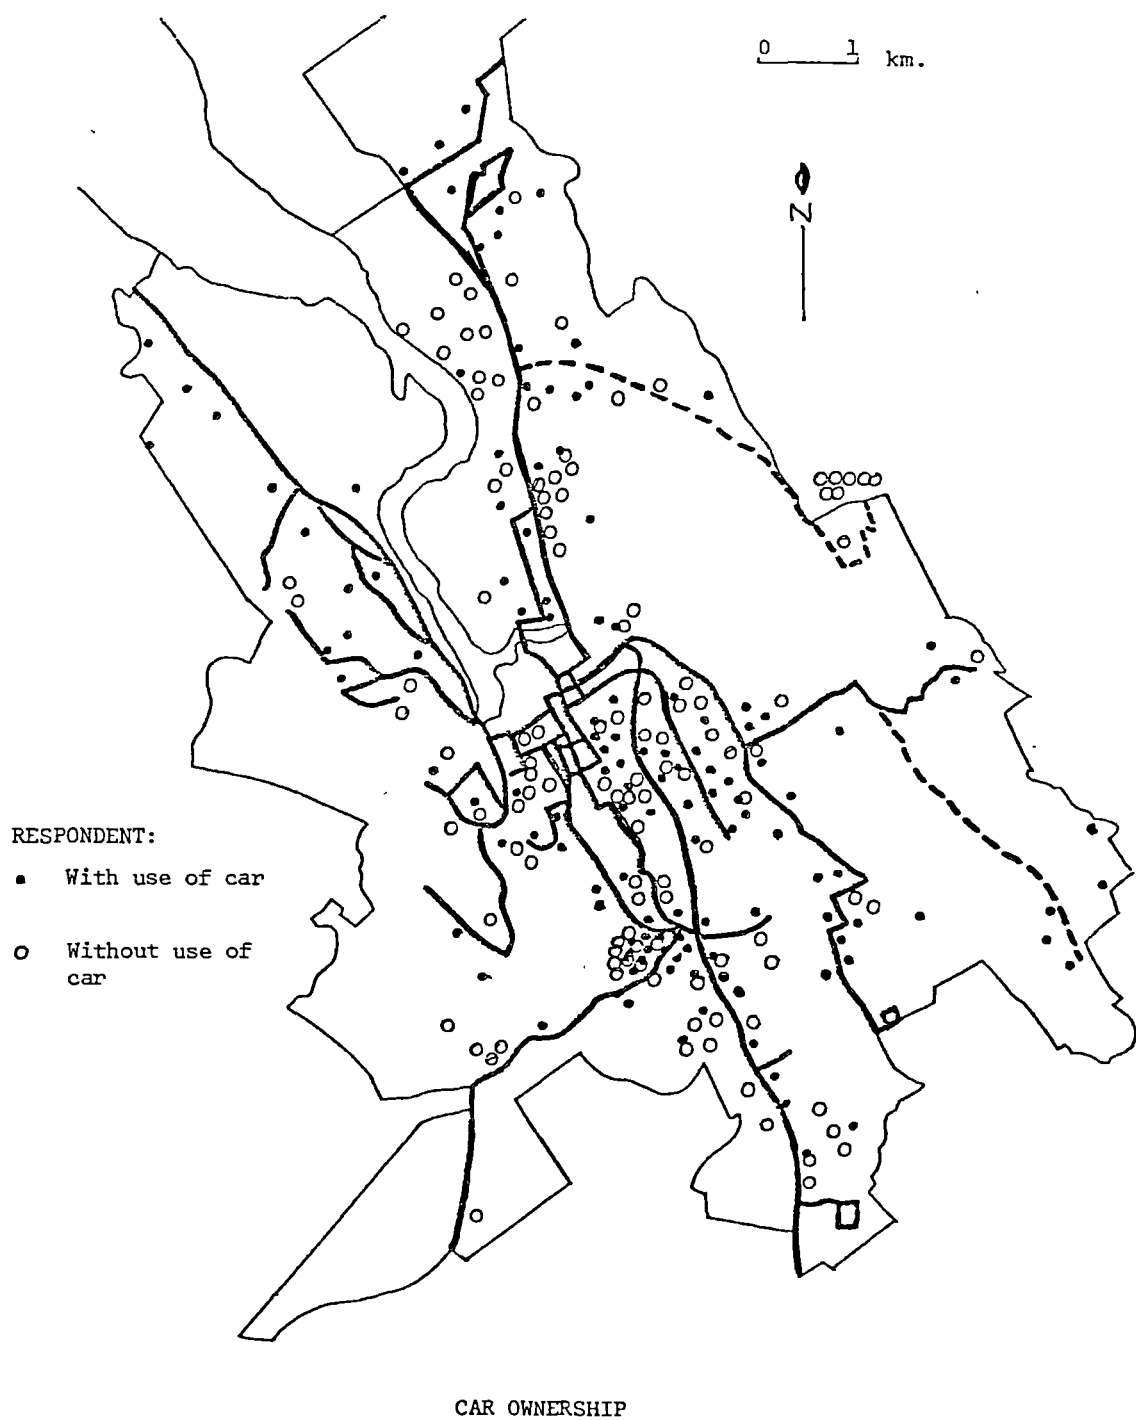 0 1 km.
N
RESPONDENT:
With use of car
Without use of
car
CAR OWNERSHIP